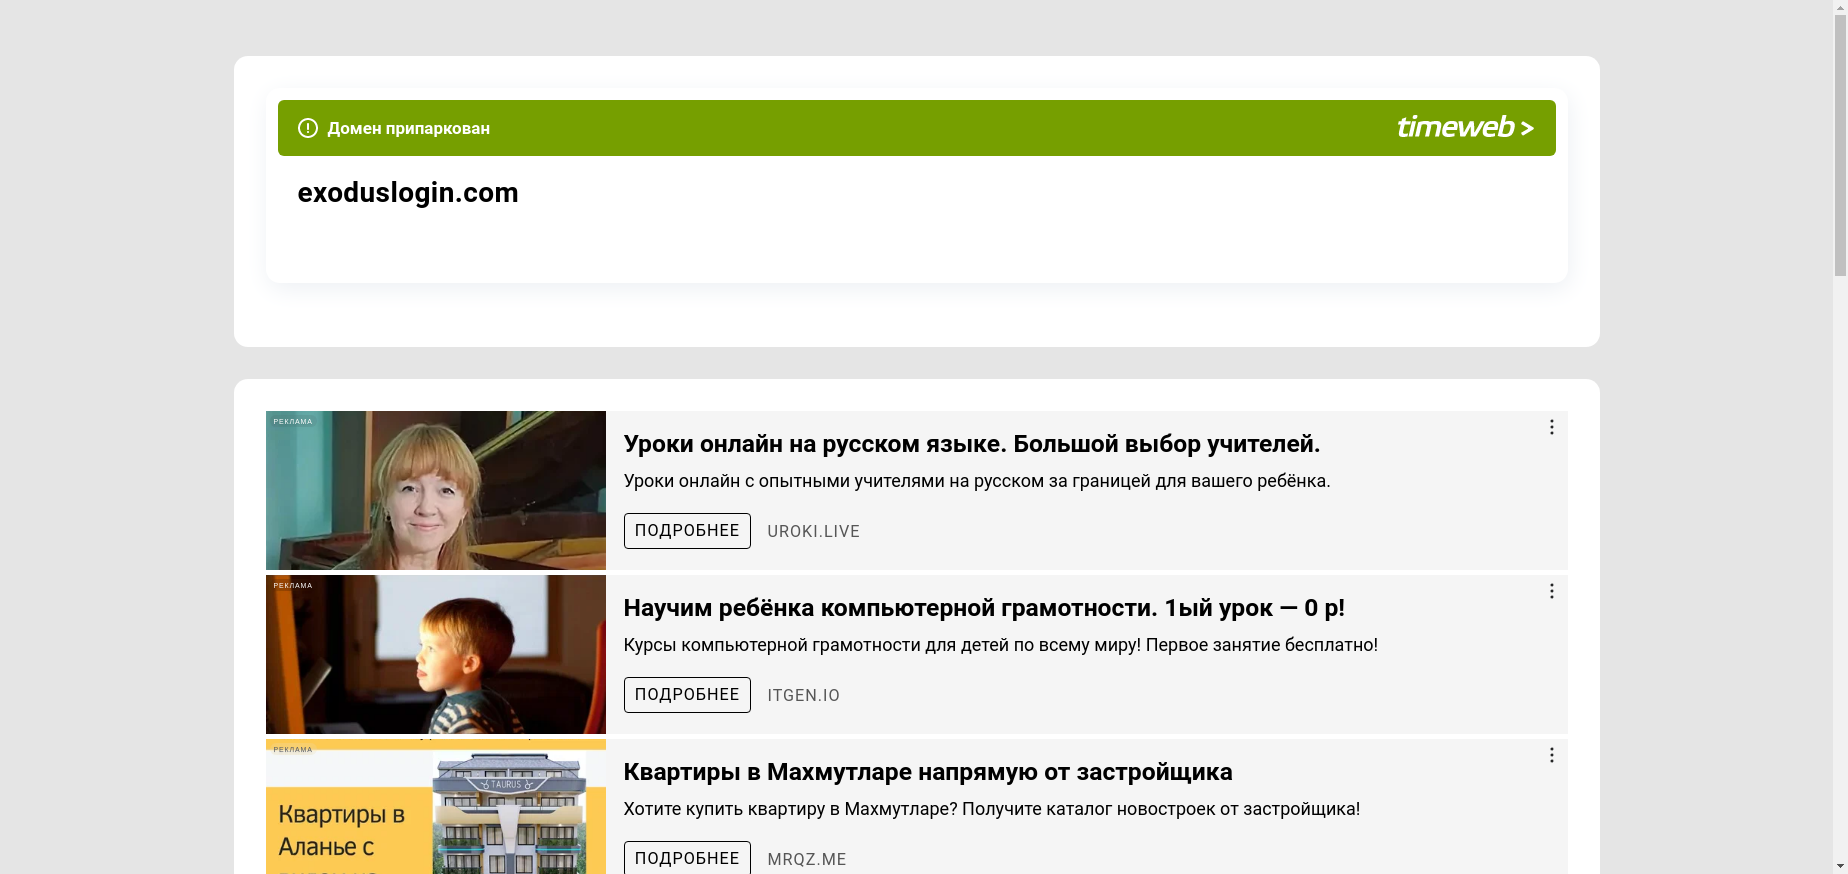 Домен припаркован
timeweb >
exoduslogin.com
РЕКЛАМА
Уроки онлайн на русском языке. Большой выбор учителей.
Уроки онлайн с опытными учителями на русском за границей для вашего ребёнка.
ПОДРОБНЕЕ
UROKI.LIVE
РЕКЛАМА
Научим ребёнка компьютерной грамотности. 1ый урок — 0 р!
Курсы компьютерной грамотности для детей по всему миру! Первое занятие бесплатно!
ПОДРОБНЕЕ
ITGEN.IO
РЕКЛАМА
TAURUS
Квартиры в
Аланье с
Квартиры в Махмутларе напрямую от застройщика
Хотите купить квартиру в Махмутларе? Получите каталог новостроек от застройщика!
ПОДРОБНЕЕ
MRQZ.ME